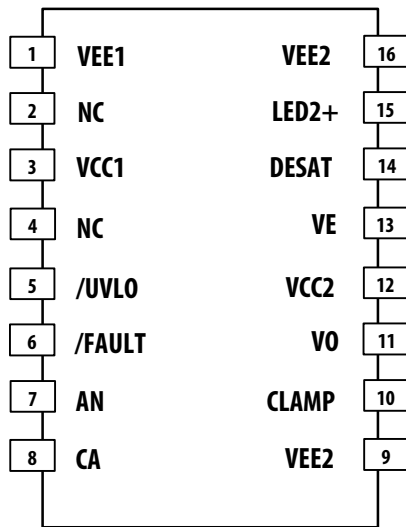 1 VEE1 VEE2 16
2 NC LED2+ 15
3 VCC1 DESAT 14
4 NC VE 13
5 /UVLO VCC2 12
6 /FAULT VO 11
7 AN CLAMP 10
8 CA VEE2 9